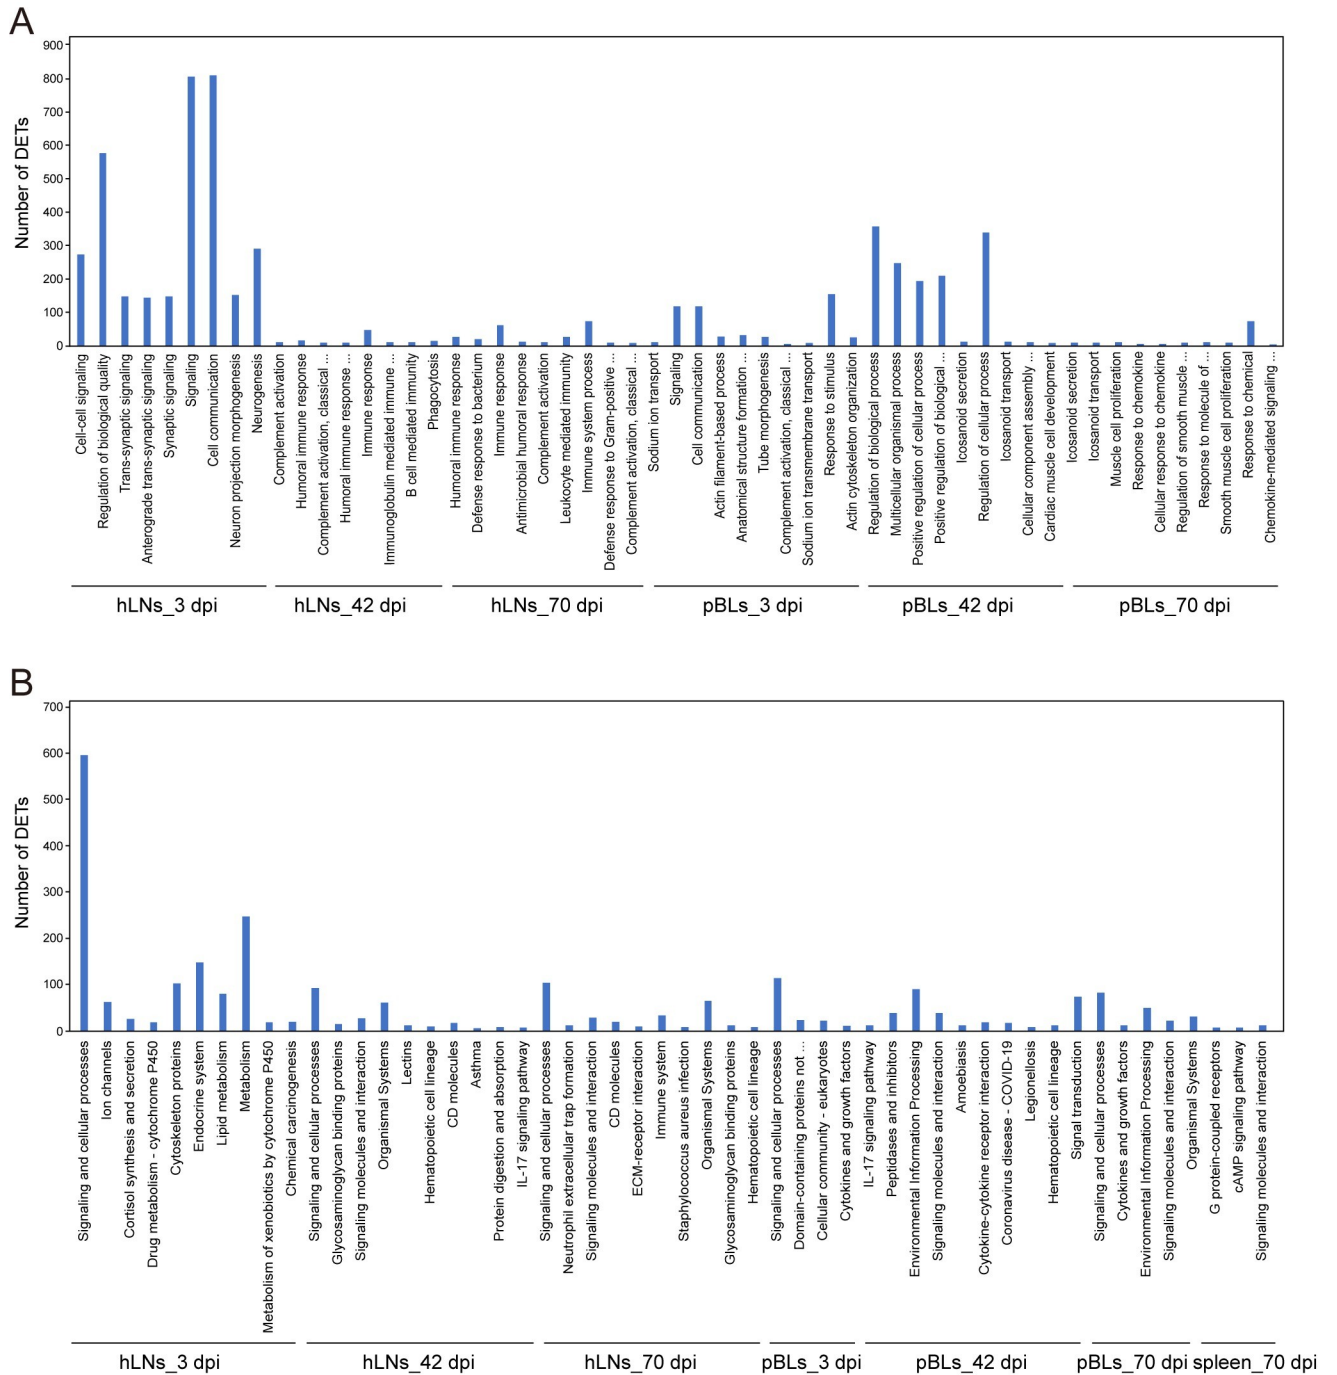 A
Number of DETs
900
800
700
600
500
400
300
200
100
0
Cell-cell signaling
Regulation of biological quality
Trans-synaptic signaling
Anterograde trans-synaptic signaling
Synaptic signaling
Signaling
Cell communication
Neuron projection morphogenesis
Neurogenesis
Complement activation
Humoral immune response
Complement activation, classical ...
Humoral immune response ...
Immune response
Immunoglobulin mediated immune ...
B cell mediated immunity
Phagocytosis
Humoral immune response
Defense response to bacterium
Immune response
Antimicrobial humoral response
Complement activation
Leukocyte mediated immunity
Immune system process
Defense response to Gram-positive ...
Complement activation, classical ...
Sodium ion transport
Signaling
Cell communication
Actin filament-based process
Anatomical structure formation ...
Tube morphogenesis
Complement activation, classical ...
Sodium ion transmembrane transport
Response to stimulus
Actin cytoskeleton organization
Regulation of biological process
Multicellular organismal process
Positive regulation of cellular process
Positive regulation of biological ...
Icosanoid secretion
Regulation of cellular process
Icosanoid transport
Cellular component assembly ...
Cardiac muscle cell development
Icosanoid secretion
Icosanoid transport
Muscle cell proliferation
Response to chemokine
Cellular response to chemokine
Regulation of smooth muscle ...
Response to molecule of ...
Smooth muscle cell proliferation
Response to chemical
Chemokine-mediated signaling ...
hLNs_3 dpi
hLNs_42 dpi
hLNs_70 dpi
pBLs_3 dpi
pBLs_42 dpi
pBLs_70 dpi
B
Number of DETs
700
600
500
400
300
200
100
0
Signaling and cellular processes
Ion channels
Cortisol synthesis and secretion
Drug metabolism - cytochrome P450
Cytoskeleton proteins
Endocrine system
Lipid metabolism
Metabolism
Metabolism of xenobiotics by cytochrome P450
Chemical carcinogenesis
Signaling and cellular processes
Glycosaminoglycan binding proteins
Signaling molecules and interaction
Organismal Systems
Lectins
Hematopoietic cell lineage
CD molecules
Asthma
Protein digestion and absorption
IL-17 signaling pathway
Signaling and cellular processes
Neutrophil extracellular trap formation
Signaling molecules and interaction
CD molecules
ECM-receptor interaction
Immune system
Staphylococcus aureus infection
Organismal Systems
Glycosaminoglycan binding proteins
Hematopoietic cell lineage
Signaling and cellular processes
Domain-containing proteins not ...
Cellular community - eukaryotes
Cytokines and growth factors
IL-17 signaling pathway
Peptidases and inhibitors
Environmental Information Processing
Signaling molecules and interaction
Amoebiasis
Cytokine-cytokine receptor interaction
Coronavirus disease - COVID-19
Legionellosis
Hematopoietic cell lineage
Signal transduction
Signaling and cellular processes
Cytokines and growth factors
Environmental Information Processing
Signaling molecules and interaction
Organismal Systems
G protein-coupled receptors
cAMP signaling pathway
Signaling molecules and interaction
hLNs_3 dpi
hLNs_42 dpi
hLNs_70 dpi
pBLs_3 dpi
pBLs_42 dpi
pBLs_70 dpi
spleen_70 dpi